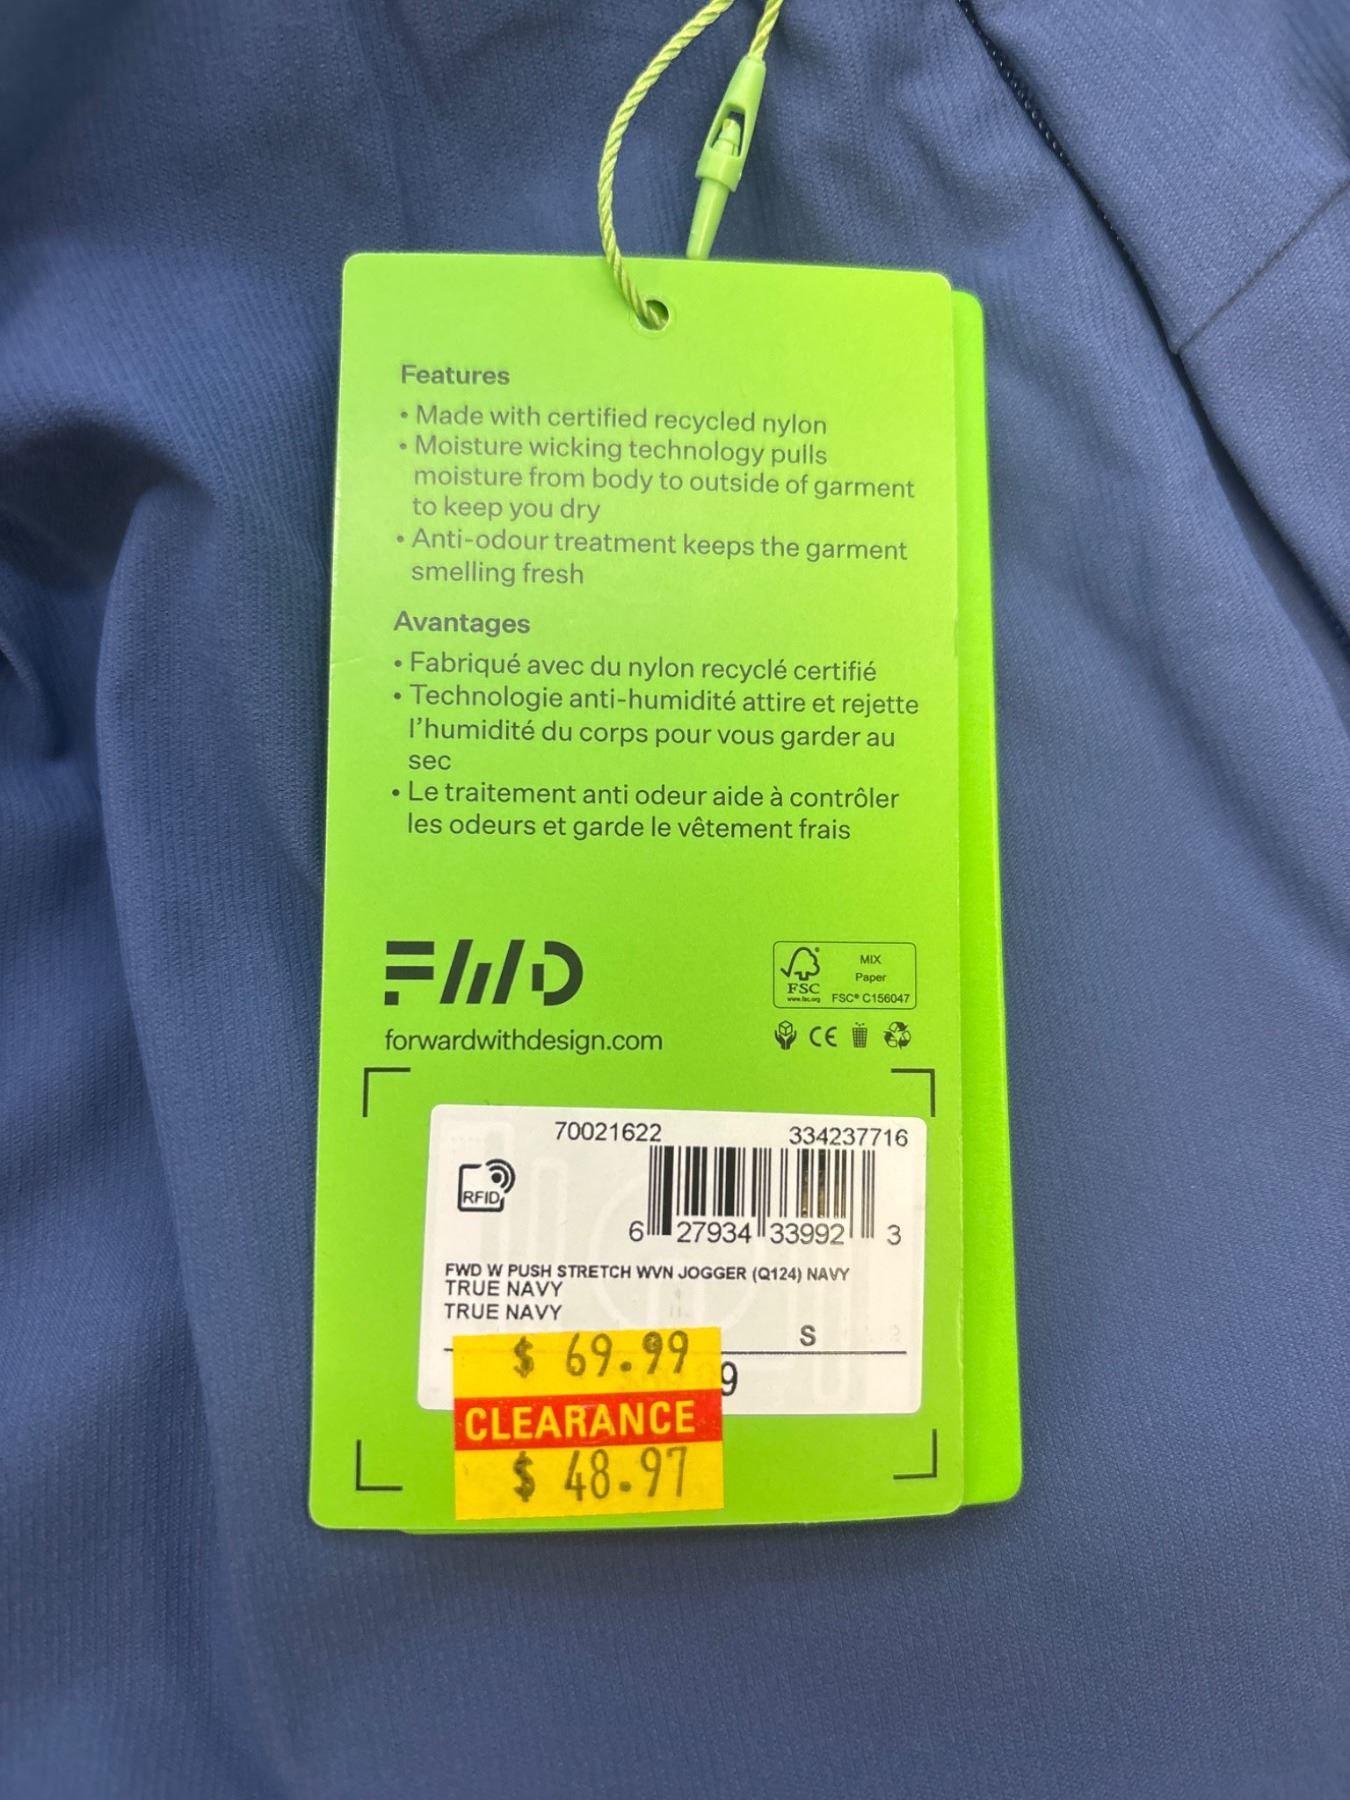 Features
• Made with certified recycled nylon
• Moisture wicking technology pulls
moisture from body to outside of garment
to keep you dry
• Anti-odour treatment keeps the garment
smelling fresh
Avantages
• Fabriqué avec du nylon recyclé certifié
• Technologie anti-humidité attire et rejette
l'humidité du corps pour vous garder au
sec
• Le traitement anti odeur aide à contrôler
les odeurs et garde le vêtement frais
FWD
forwardwithdesign.com
FSC
www.fsc.org
MIX
Paper
FSC® C156047
CE
70021622 334237716
RFID
6 27934 33992 3
FWD W PUSH STRETCH WVN JOGGER (Q124) NAVY
TRUE NAVY
TRUE NAVY
S
9
$ 69.99
CLEARANCE
$ 48.97